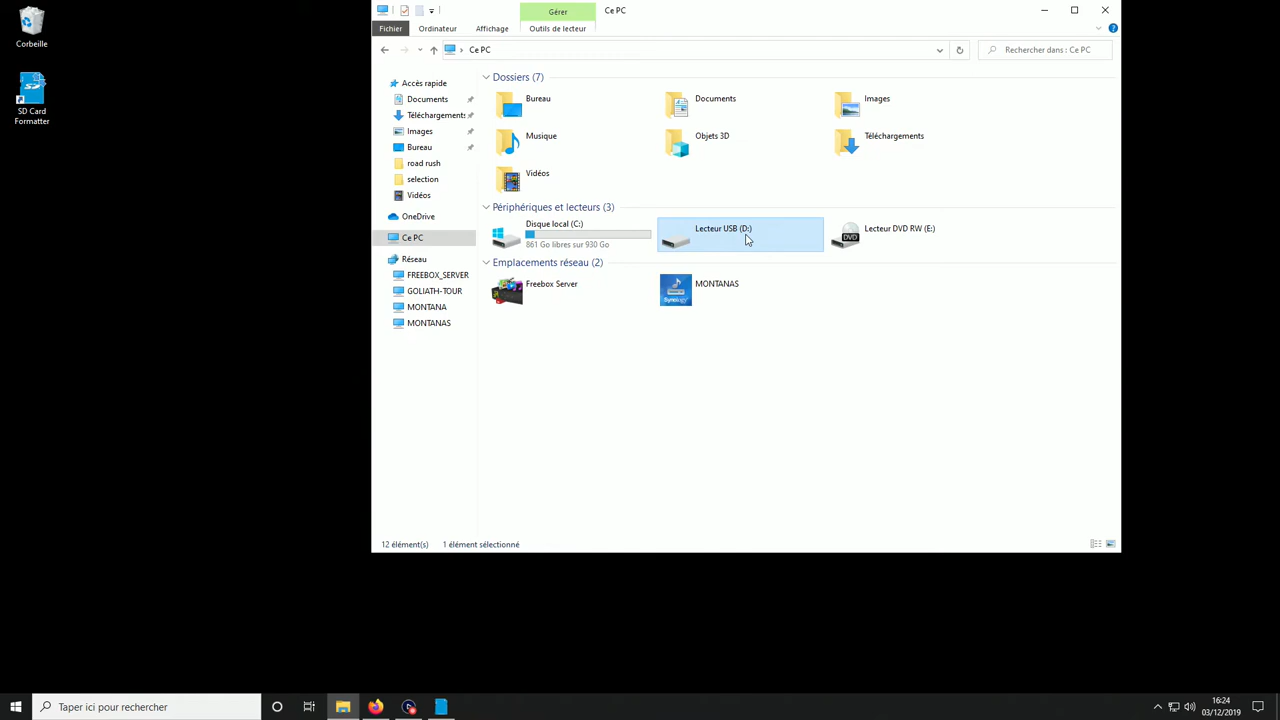 Corbeille
SD Card
Formatter
Gérer
Ce PC
Fichier
Ordinateur
Affichage
Outils de lecteur
Ce PC
Rechercher dans : Ce PC
Accès rapide
Documents
Téléchargements
Images
Bureau
road rush
selection
Vidéos
OneDrive
Ce PC
Réseau
FREEBOX_SERVER
GOLIATH-TOUR
MONTANA
MONTANAS
Dossiers (7)
Bureau
Documents
Images
Musique
Objets 3D
Téléchargements
Vidéos
Périphériques et lecteurs (3)
Disque local (C:)
861 Go libres sur 930 Go
Lecteur USB (D:)
DVD
Lecteur DVD RW (E:)
Emplacements réseau (2)
Freebox Server
Synology
MONTANAS
12 élément(s)
1 élément sélectionné
Taper ici pour rechercher
16:24
03/12/2019